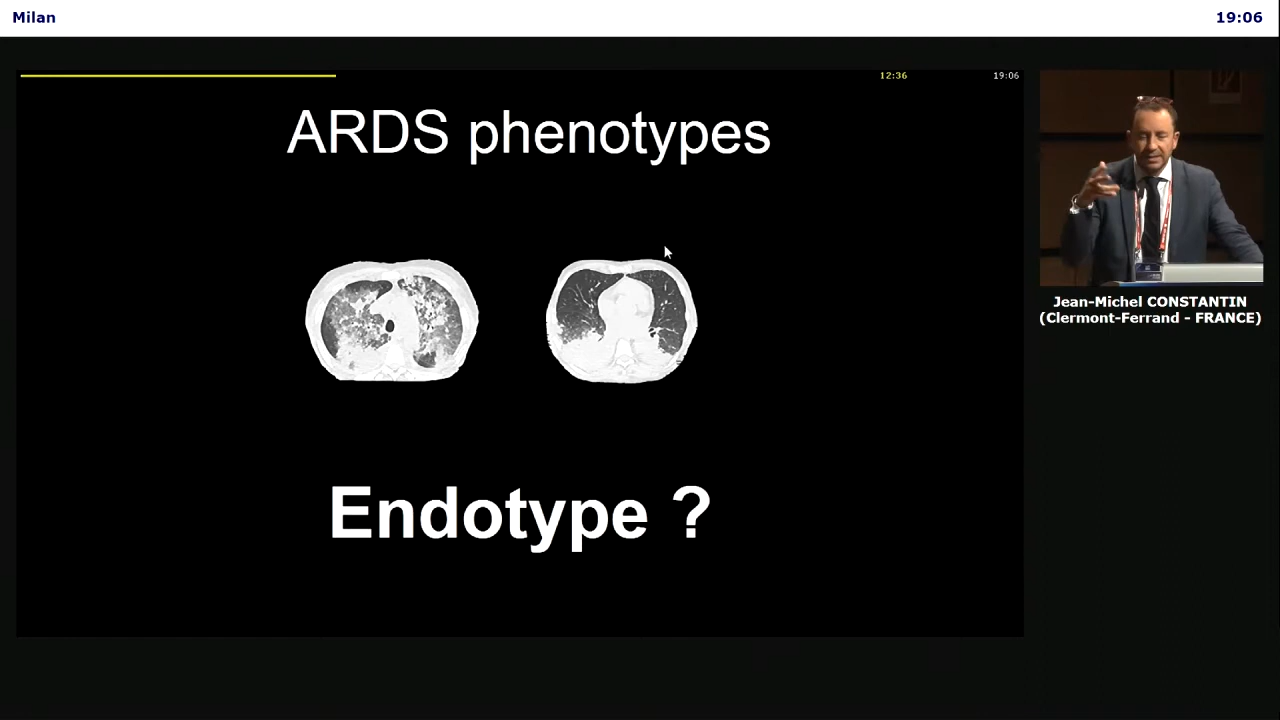 Milan
19:06
12:36
19:06
ARDS phenotypes
Endotype ?
Jean-Michel CONSTANTIN
(Clermont-Ferrand - FRANCE)